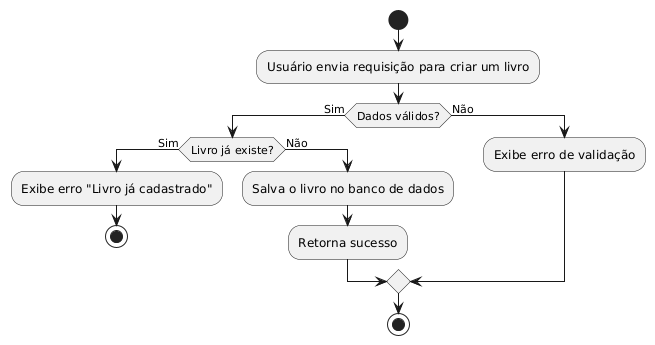 Usuário envia requisição para criar um livro
Sim
Dados válidos?
Não
Sim
Livro já existe?
Não
Exibe erro de validação
Exibe erro "Livro já cadastrado"
Salva o livro no banco de dados
Retorna sucesso